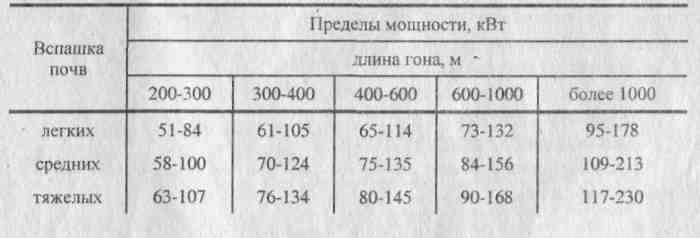 Вспашка почв
Пределы мощности, кВт
длина гона, м
200-300 300-400 400-600 600-1000 более 1000
легких 51-84 61-105 65-114 73-132 95-178
средних 58-100 70-124 75-135 84-156 109-213
тяжелых 63-107 76-134 80-145 90-168 117-230